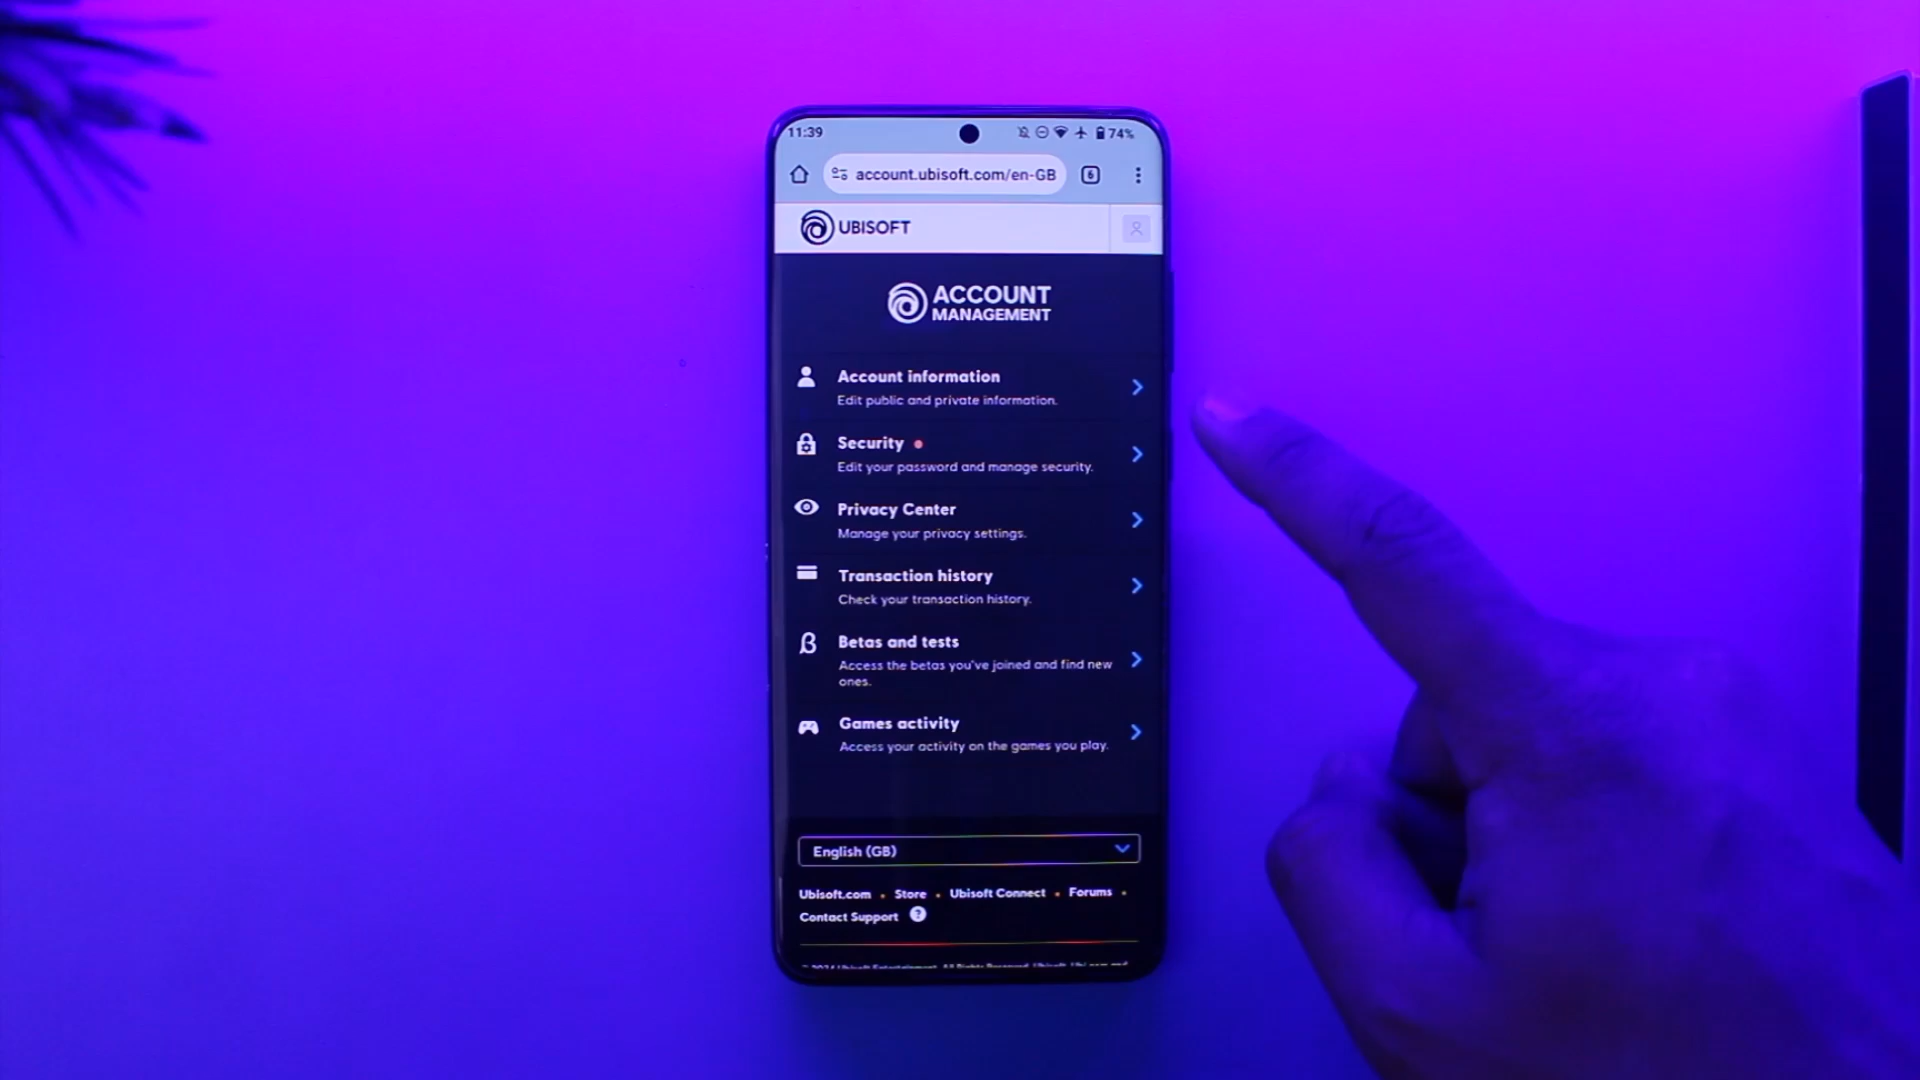 11:39
74%
6
account.ubisoft.com/en-GB
UBISOFT
ACCOUNT
MANAGEMENT
Account information
Edit public and private information.
Security
Edit your password and manage security.
Privacy Center
Manage your privacy settings.
Transaction history
Check your transaction history.
Betas and tests
Access the betas you've joined and find new
ones.
Games activity
Access your activity on the games you play.
English (GB)
Ubisoft.com • Store • Ubisoft Connect • Forums •
Contact Support ?